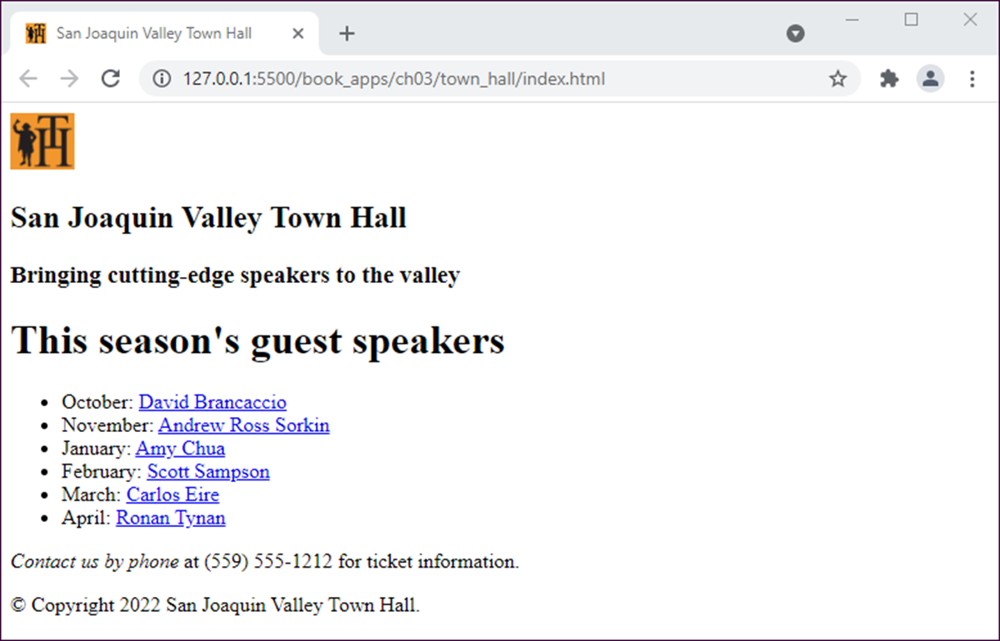 San Joaquin Valley Town Hall
127.0.0.1:5500/book_apps/ch03/town_hall/index.html
TH
San Joaquin Valley Town Hall
Bringing cutting-edge speakers to the valley
This season's guest speakers
• October: David Brancaccio
• November: Andrew Ross Sorkin
• January: Amy Chua
• February: Scott Sampson
• March: Carlos Eire
• April: Ronan Tynan
Contact us by phone at (559) 555-1212 for ticket information.
© Copyright 2022 San Joaquin Valley Town Hall.